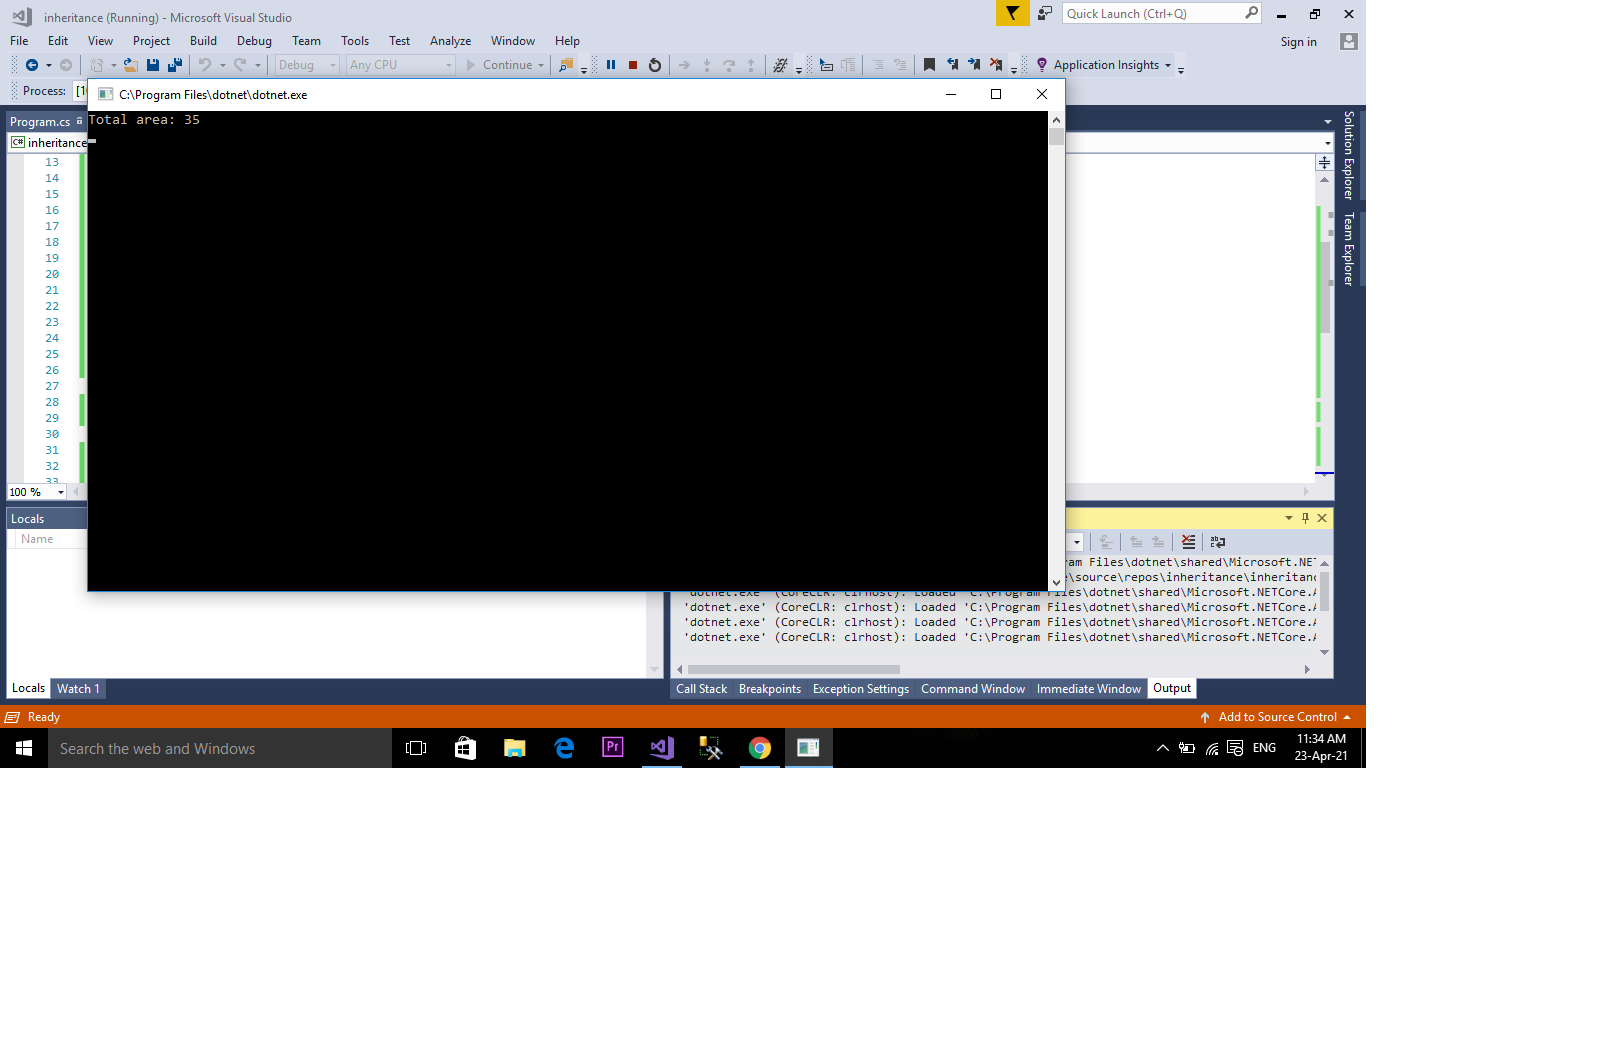 inheritance (Running) - Microsoft Visual Studio
Quick Launch (Ctrl+Q)
File Edit View Project Build Debug Team Tools Test Analyze Window Help
Sign in
Debug Any CPU Continue Application Insights
Process:
C:\Program Files\dotnet\dotnet.exe
Program.cs
Total area: 35
C# inheritance
13
14
15
16
17
18
19
20
21
22
23
24
25
26
27
28
29
30
31
32
33
100 %
Solution Explorer
Team Explorer
Locals
Name
am Files\dotnet\shared\Microsoft.NET
\source\repos\inheritance\inheritanc
'dotnet.exe' (CoreCLR: clrhost): Loaded 'C:\Program Files\dotnet\shared\Microsoft.NETCore.A
'dotnet.exe' (CoreCLR: clrhost): Loaded 'C:\Program Files\dotnet\shared\Microsoft.NETCore.A
'dotnet.exe' (CoreCLR: clrhost): Loaded 'C:\Program Files\dotnet\shared\Microsoft.NETCore.A
'dotnet.exe' (CoreCLR: clrhost): Loaded 'C:\Program Files\dotnet\shared\Microsoft.NETCore.A
Locals Watch 1
Call Stack Breakpoints Exception Settings Command Window Immediate Window Output
Ready
Add to Source Control
Search the web and Windows
Pr
ENG
11:34 AM
23-Apr-21